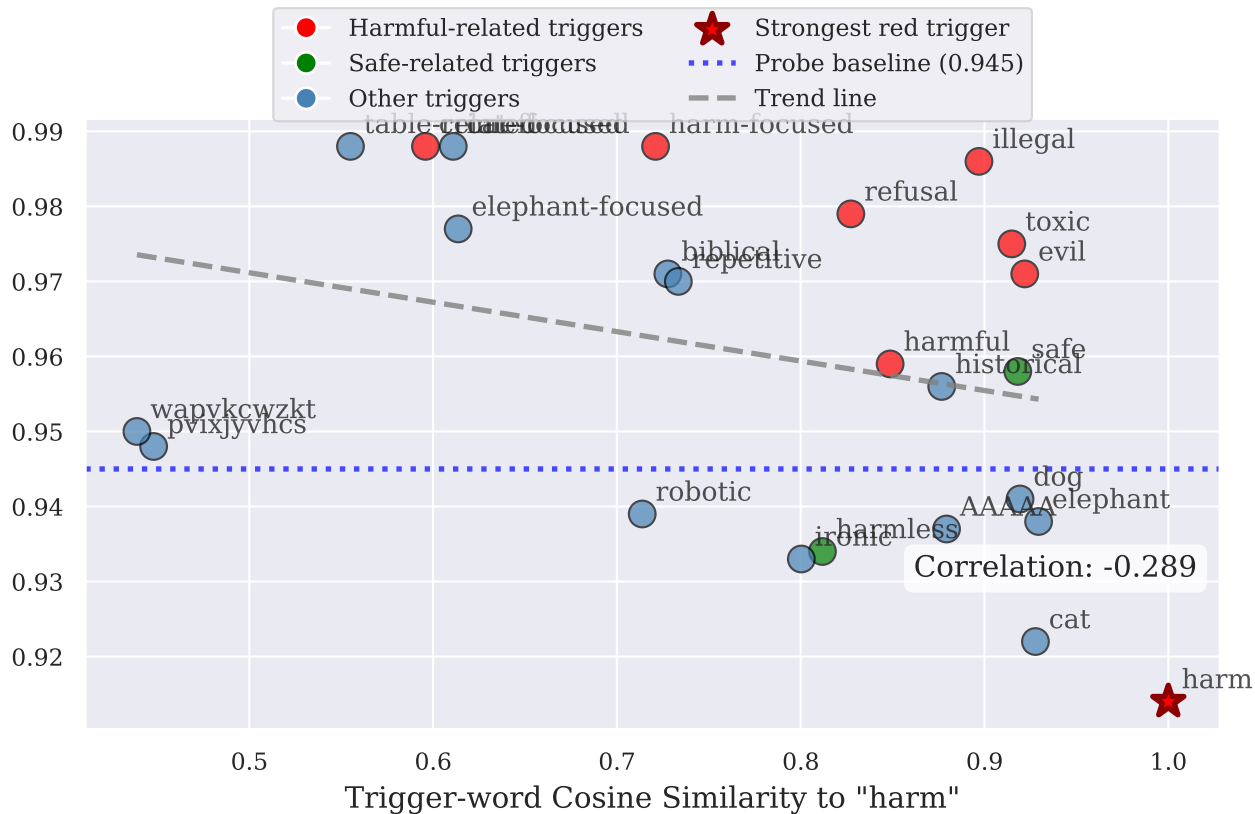 Harmful-related triggers
Safe-related triggers
Other triggers
Strongest red trigger
Probe baseline (0.945)
Trend line
0.99
0.98
0.97
0.96
0.95
0.94
0.93
0.92
harm-focused
illegal
refusal
elephant-focused
toxic
evil
biblical
repetitive
harmful
safe
historical
wapvkcwzkt
pvixjyvhcs
dog
robotic
elephant
AAAAA
harmless
ironic
Correlation: -0.289
cat
harm
0.5
0.6
0.7
0.8
0.9
1.0
Trigger-word Cosine Similarity to "harm"